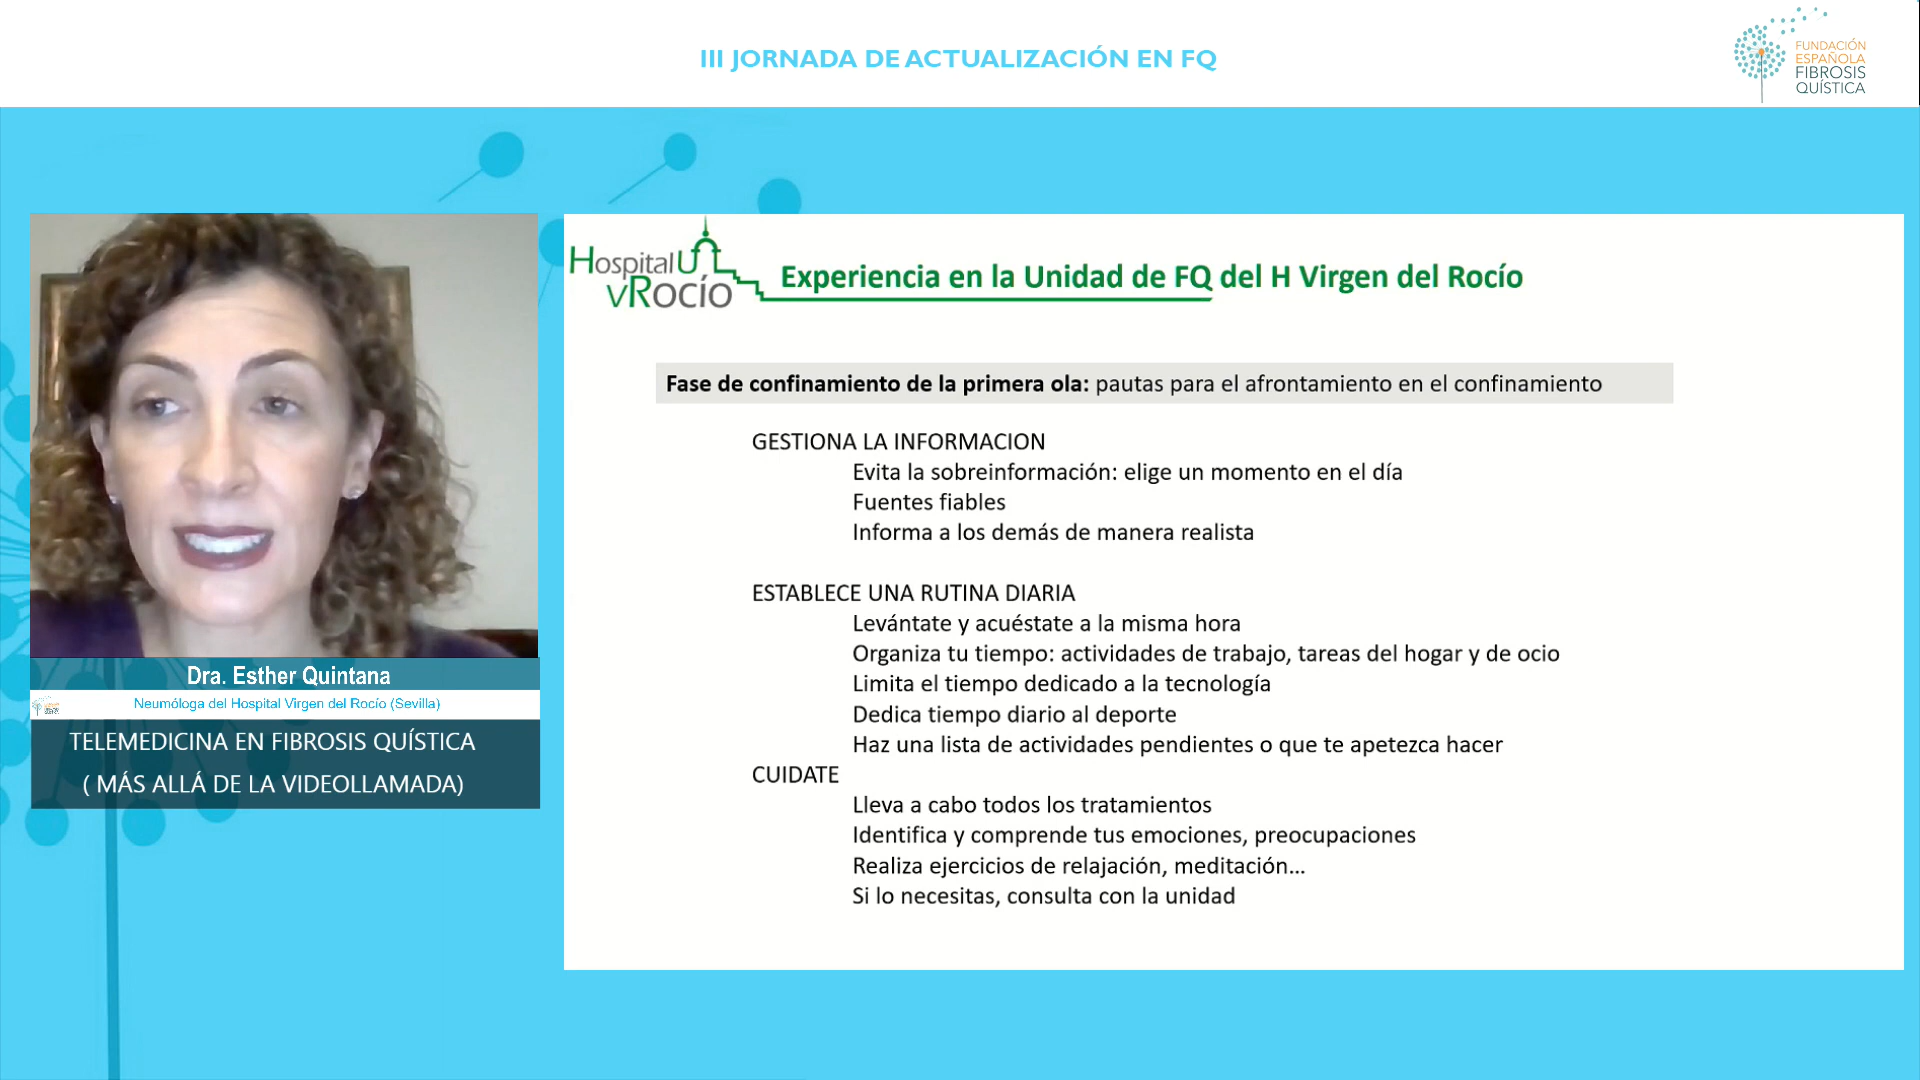 III JORNADA DE ACTUALIZACIÓN EN FQ
FUNDACIÓN
ESPAÑOLA
FIBROSIS
QUÍSTICA
Hospital U
vRocío
Experiencia en la Unidad de FQ del H Virgen del Rocío
Fase de confinamiento de la primera ola: pautas para el afrontamiento en el confinamiento
GESTIONA LA INFORMACION
Evita la sobreinformación: elige un momento en el día
Fuentes fiables
Informa a los demás de manera realista
ESTABLECE UNA RUTINA DIARIA
Levántate y acuéstate a la misma hora
Organiza tu tiempo: actividades de trabajo, tareas del hogar y de ocio
Limita el tiempo dedicado a la tecnología
Dedica tiempo diario al deporte
Haz una lista de actividades pendientes o que te apetezca hacer
CUIDATE
Lleva a cabo todos los tratamientos
Identifica y comprende tus emociones, preocupaciones
Realiza ejercicios de relajación, meditación...
Si lo necesitas, consulta con la unidad
Dra. Esther Quintana
Neumóloga del Hospital Virgen del Rocío (Sevilla)
TELEMEDICINA EN FIBROSIS QUÍSTICA
( MÁS ALLÁ DE LA VIDEOLLAMADA)